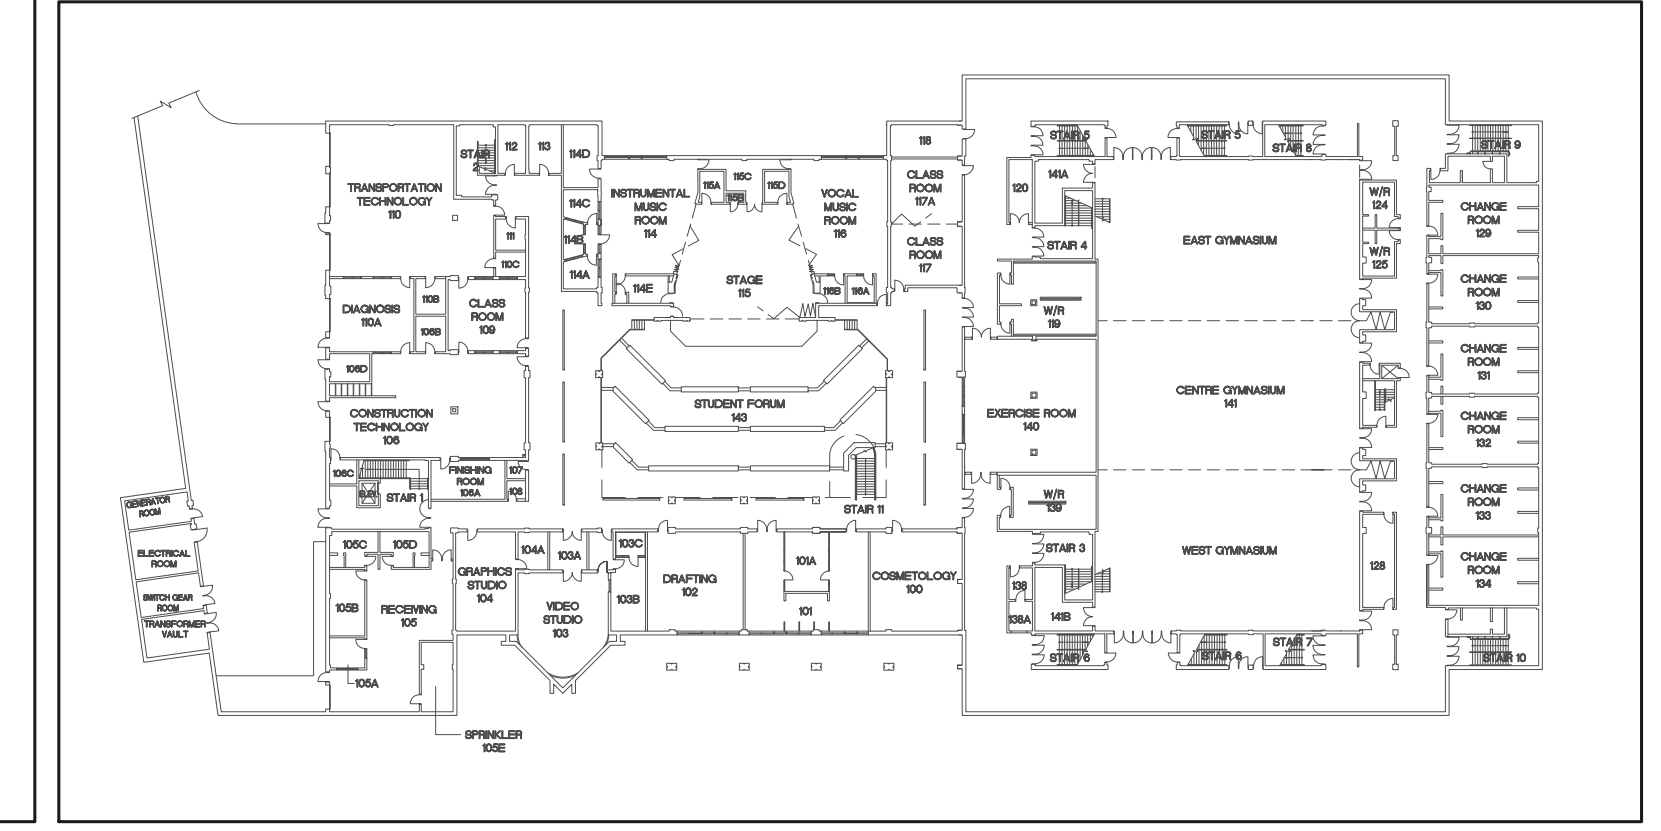 118
STAIR 5
STAIR 5
STAIR 8
STAIR 9
STAIR
2
112
113
114D
TRANSPORTATION
TECHNOLOGY
110
111
110C
114C
114B
114A
INSTRUMENTAL
MUSIC
ROOM
114
115A
115C
115B
115D
VOCAL
MUSIC
ROOM
116
CLASS
ROOM
117A
CLASS
ROOM
117
120
141A
STAIR 4
EAST GYMNASIUM
W/R
124
W/R
125
CHANGE
ROOM
129
DIAGNOSIS
110A
110B
106B
CLASS
ROOM
109
114E
STAGE
115
116B
116A
W/R
119
CHANGE
ROOM
130
106D
CONSTRUCTION
TECHNOLOGY
106
STUDENT FORUM
143
EXERCISE ROOM
140
CENTRE GYMNASIUM
141
CHANGE
ROOM
131
CHANGE
ROOM
132
106C
STAIR 1
FINISHING
ROOM
106A
107
108
STAIR 11
W/R
139
CHANGE
ROOM
133
GENERATOR
ROOM
ELECTRICAL
ROOM
SWITCH GEAR
ROOM
TRANSFORMER
VAULT
105C
105D
105B
RECEIVING
105
105A
SPRINKLER
105E
GRAPHICS
STUDIO
104
104A
103A
103C
VIDEO
STUDIO
103
103B
DRAFTING
102
101A
101
COSMETOLOGY
100
STAIR 3
138
138A
141B
WEST GYMNASIUM
128
CHANGE
ROOM
134
STAIR 6
STAIR 6
STAIR 7
STAIR 10